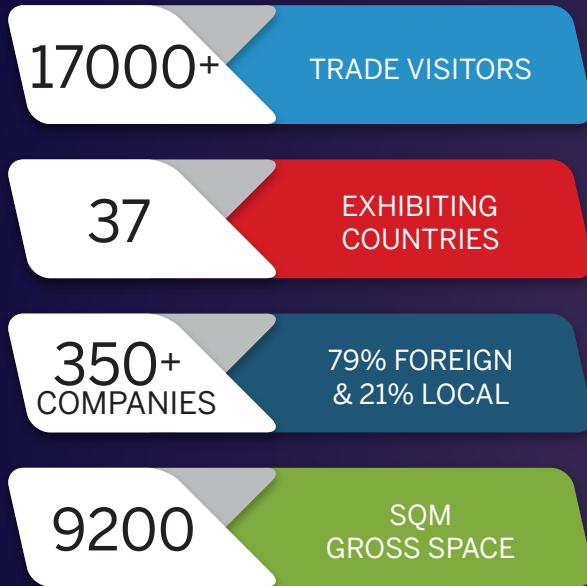 17000+
TRADE VISITORS
37
EXHIBITING
COUNTRIES
350+
COMPANIES
79% FOREIGN
& 21% LOCAL
9200
SQM
GROSS SPACE